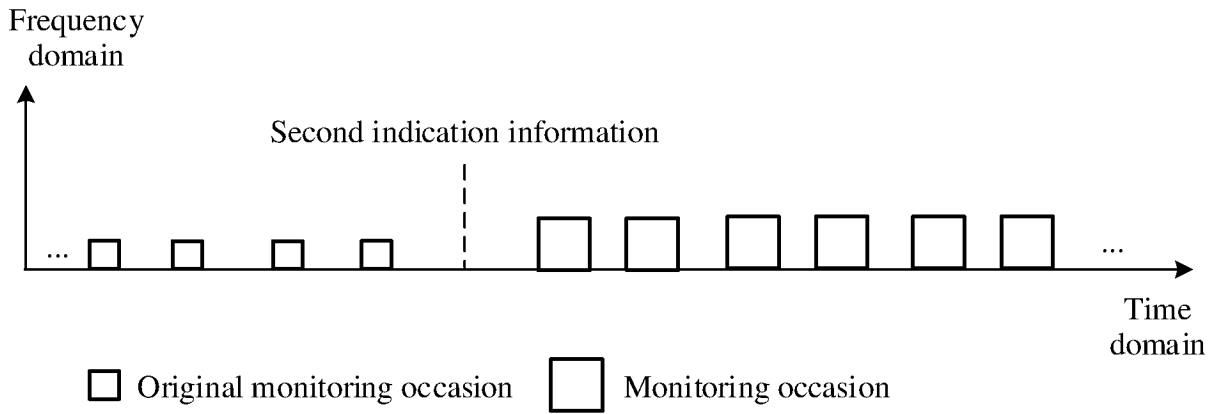 Frequency
domain
Second indication information
...
...
Time
domain
Original monitoring occasion
Monitoring occasion